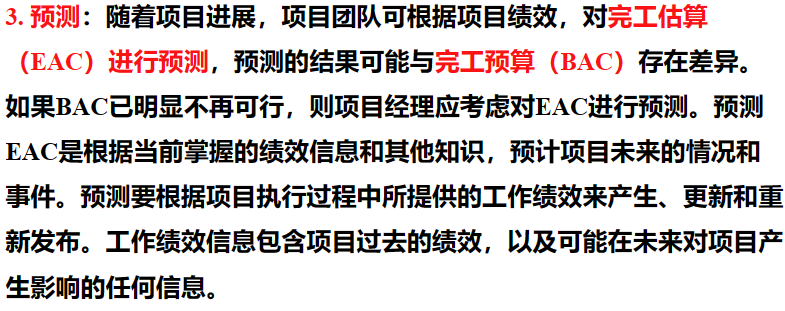 3. 预测：随着项目进展，项目团队可根据项目绩效，对完工估算
（EAC）进行预测，预测的结果可能与完工预算（BAC）存在差异。
如果BAC已明显不再可行，则项目经理应考虑对EAC进行预测。预测
EAC是根据当前掌握的绩效信息和其他知识，预计项目未来的情况和
事件。预测要根据项目执行过程中所提供的工作绩效来产生、更新和重
新发布。工作绩效信息包含项目过去的绩效，以及可能在未来对项目产
生影响的任何信息。